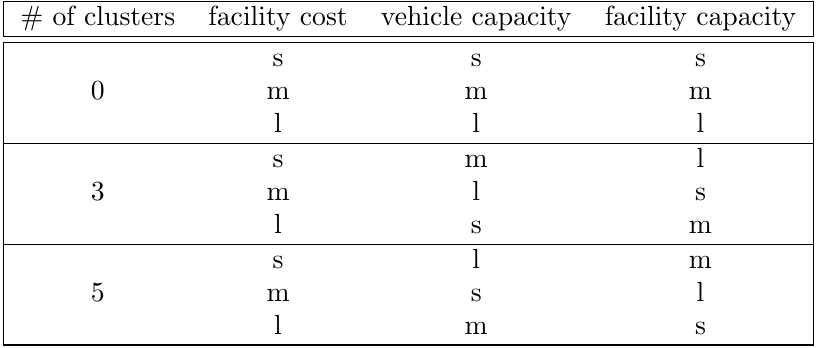 # of clusters facility cost vehicle capacity facility capacity
s s s
0 m m m
l l l
s m l
3 m l s
l s m
s l m
5 m s l
l m s